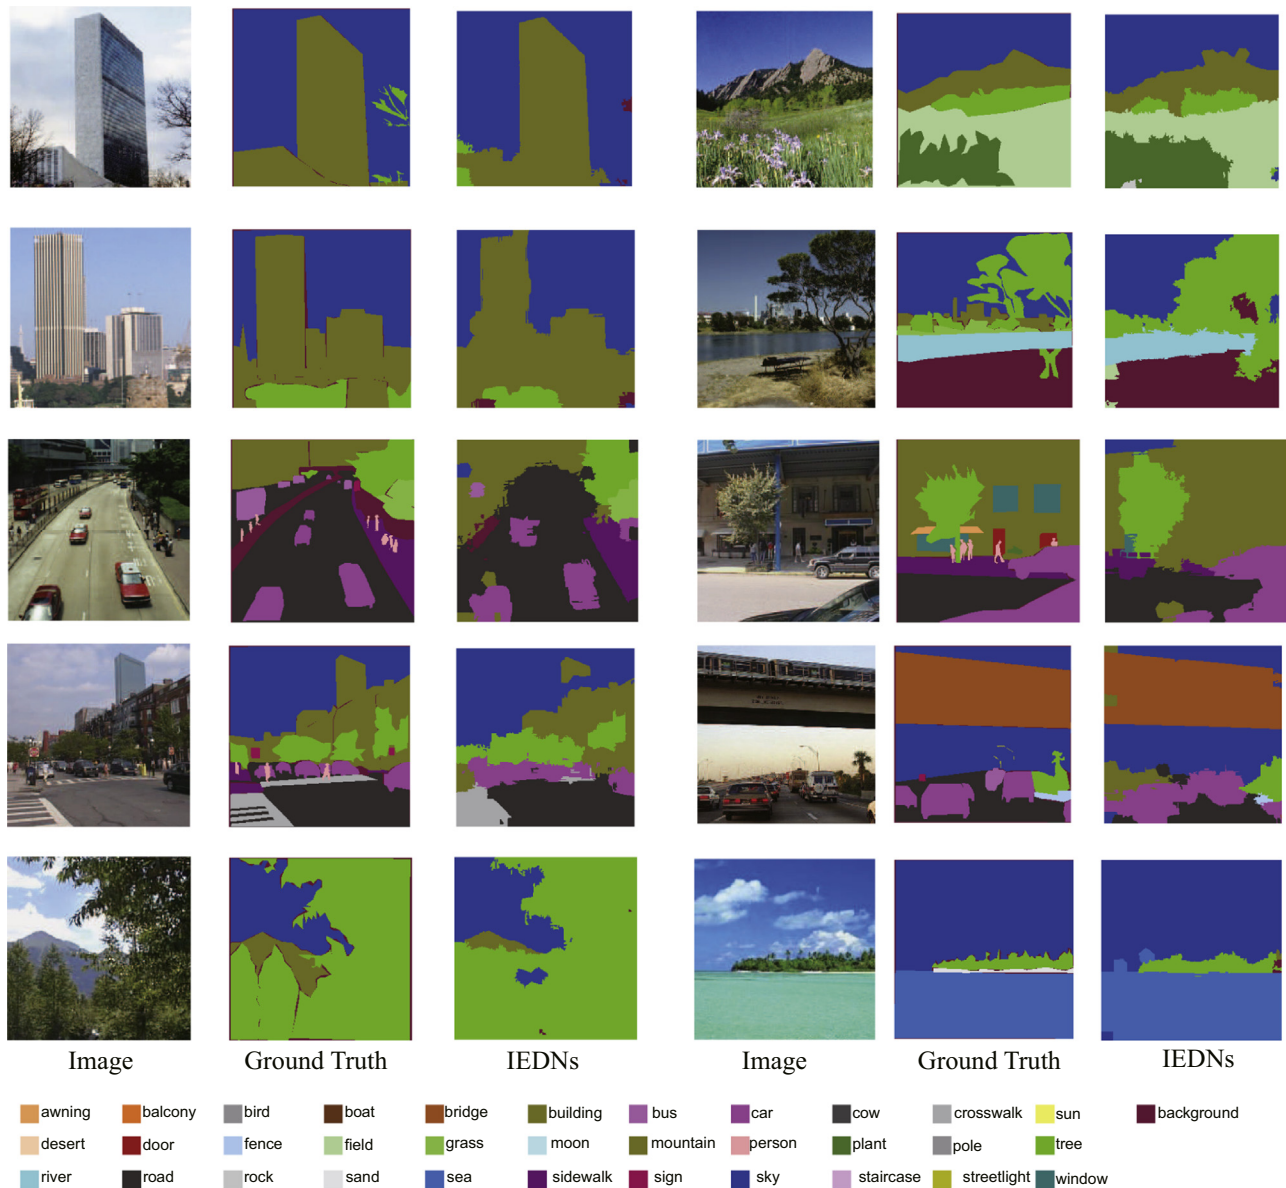 Image Ground Truth IEDNs Image Ground Truth IEDNs
awning balcony bird boat bridge building bus car cow crosswalk sun background
desert door fence field grass moon mountain person plant pole tree
river road rock sand sea sidewalk sign sky staircase streetlight window